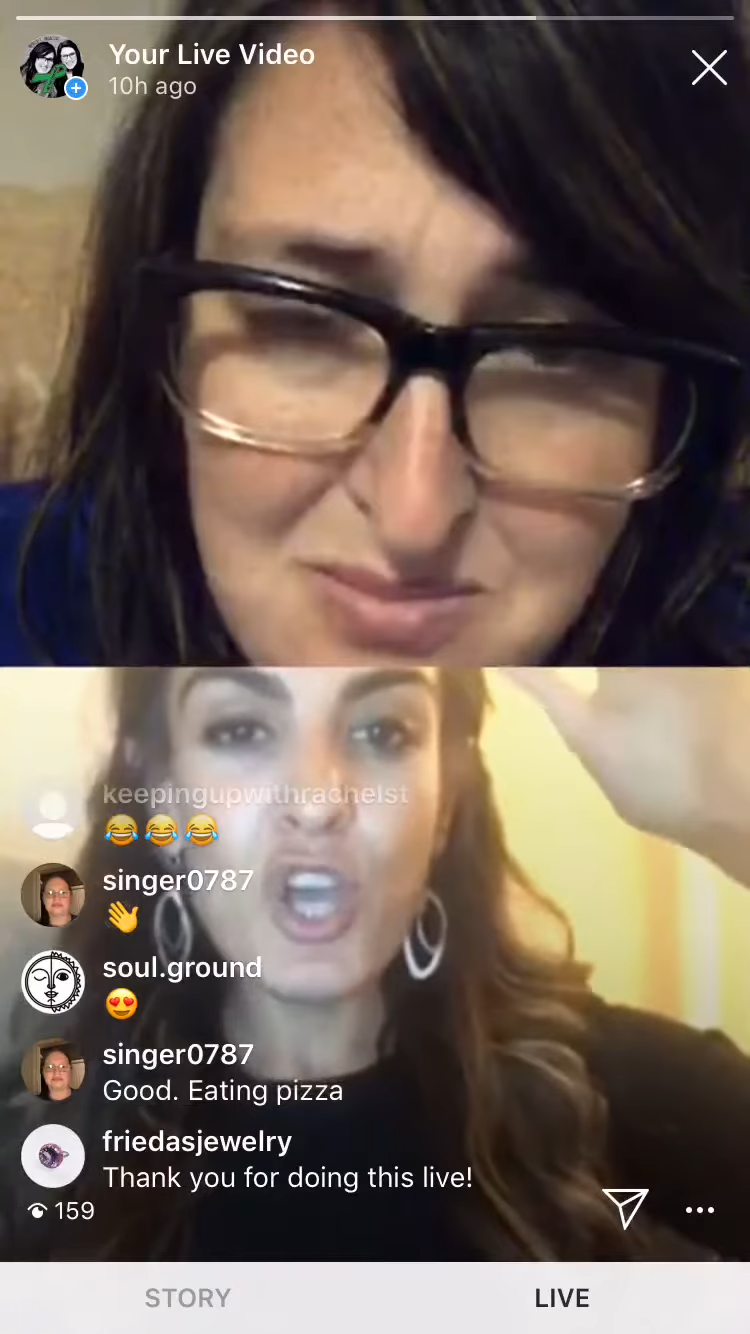 Your Live Video
10h ago
keepingupwithrachelst
😂😂😂
singer0787
👋
soul.ground
😍
singer0787
Good. Eating pizza
friedasjewelry
Thank you for doing this live!
159
STORY
LIVE